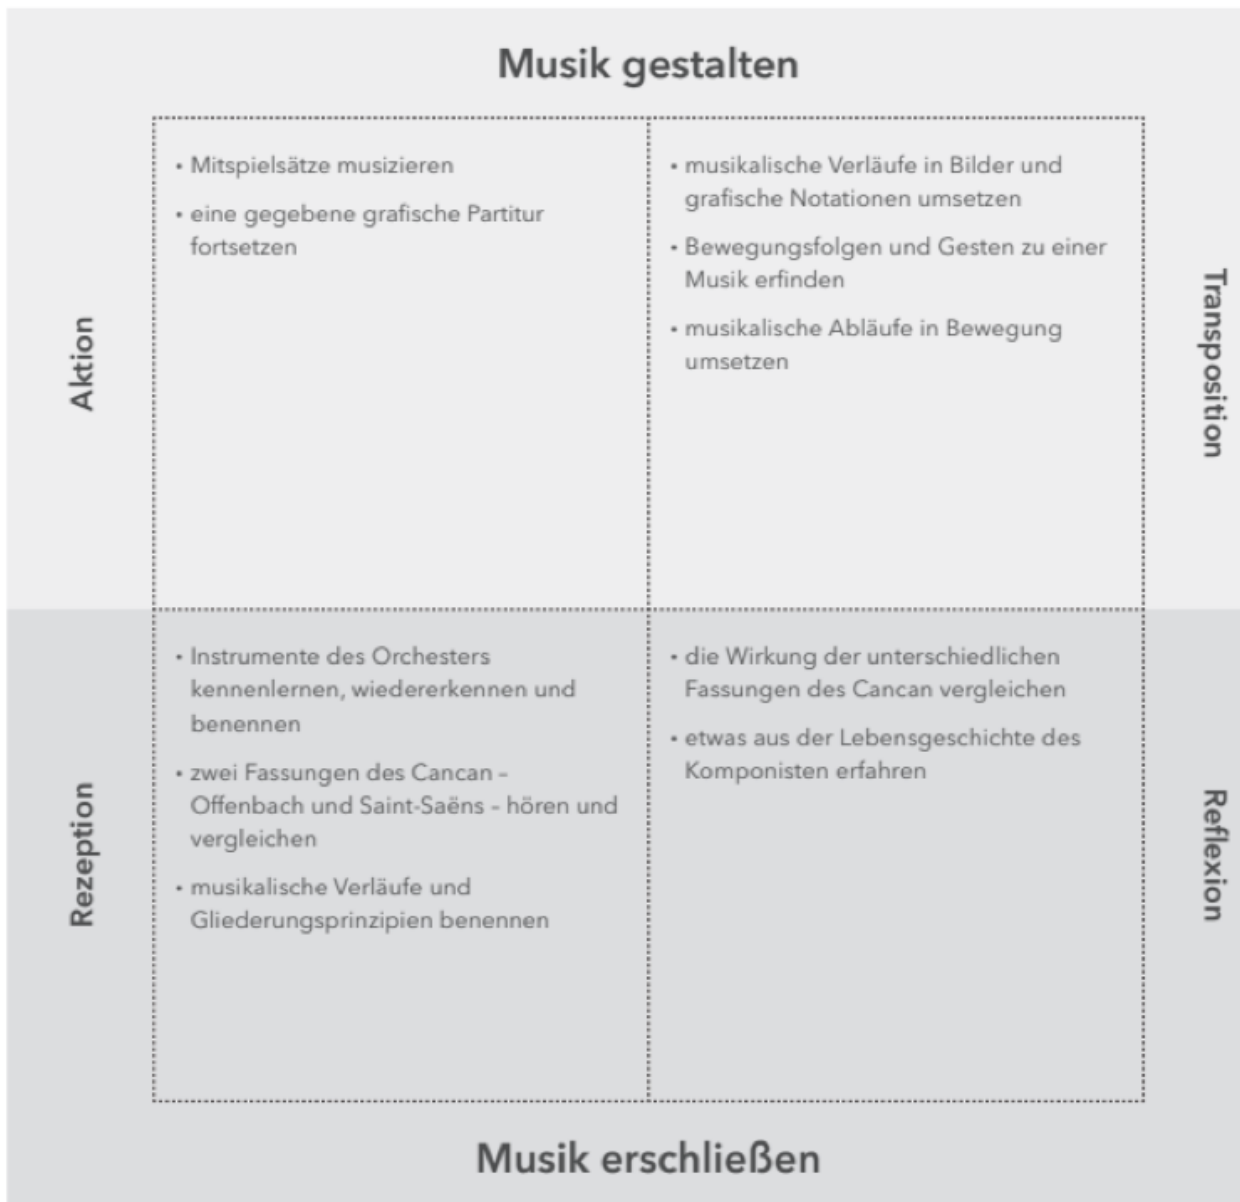 Musik gestalten
Aktion
• Mitspielsätze musizieren
• eine gegebene grafische Partitur
fortsetzen
• musikalische Verläufe in Bilder und
grafische Notationen umsetzen
• Bewegungsfolgen und Gesten zu einer
Musik erfinden
• musikalische Abläufe in Bewegung
umsetzen
Transposition
Rezeption
• Instrumente des Orchesters
kennenlernen, wiedererkennen und
benennen
• zwei Fassungen des Cancan –
Offenbach und Saint-Saëns – hören und
vergleichen
• musikalische Verläufe und
Gliederungsprinzipien benennen
• die Wirkung der unterschiedlichen
Fassungen des Cancan vergleichen
• etwas aus der Lebensgeschichte des
Komponisten erfahren
Reflexion
Musik erschließen